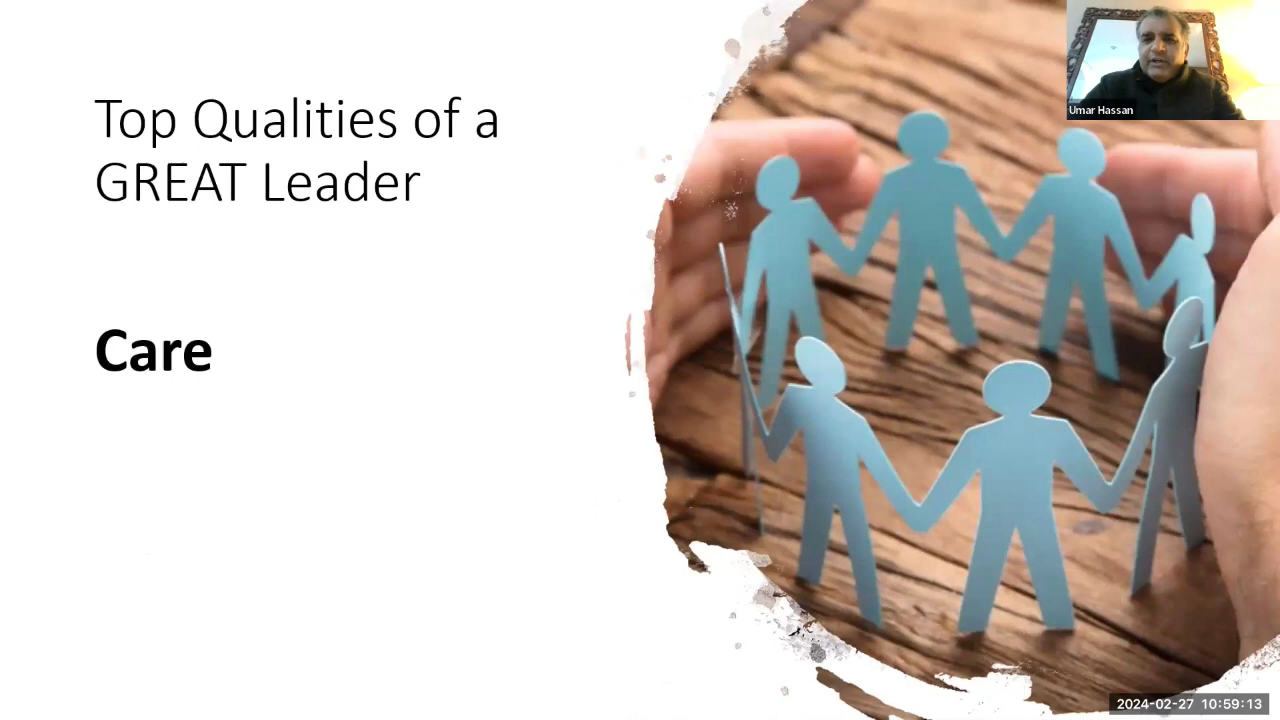 Top Qualities of a
GREAT Leader
Care
Umar Hassan
2024-02-27 10:59:13